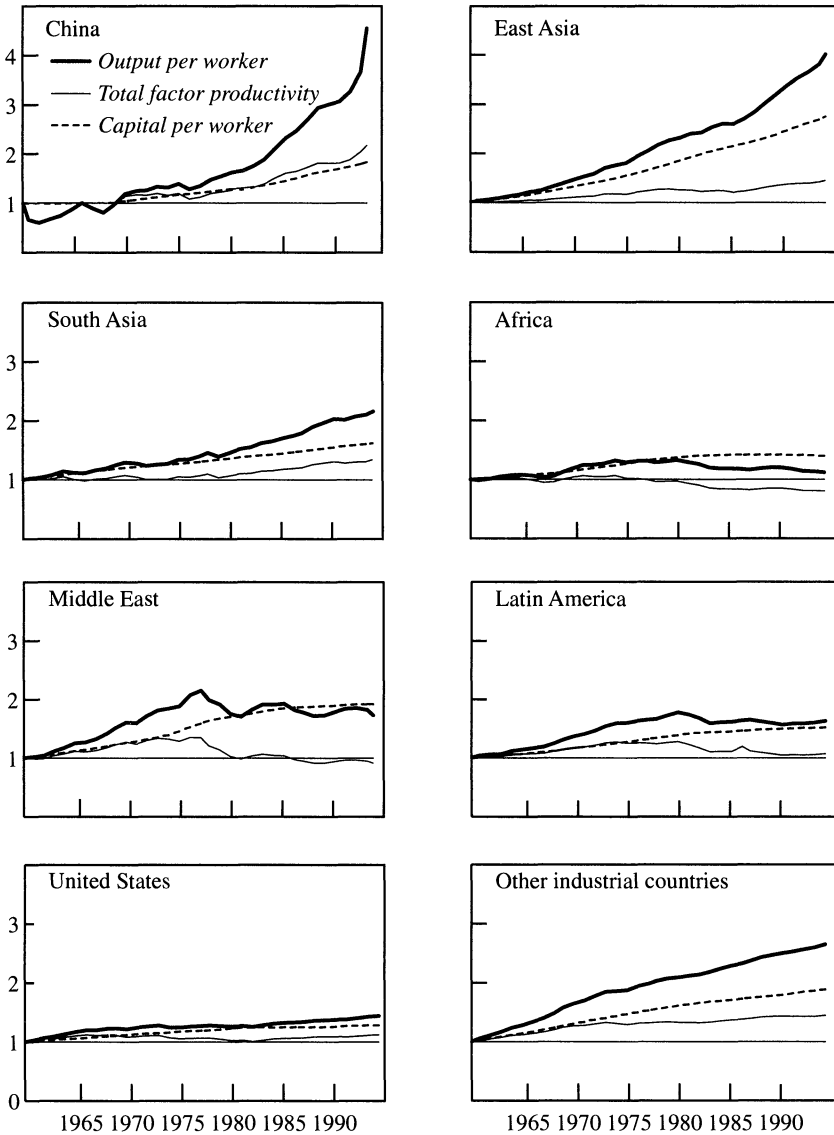 China
Output per worker
Total factor productivity
Capital per worker
4
3
2
1
East Asia
South Asia
3
2
1
Africa
Middle East
3
2
1
Latin America
United States
3
2
1
0
Other industrial countries
1965 1970 1975 1980 1985 1990
1965 1970 1975 1980 1985 1990